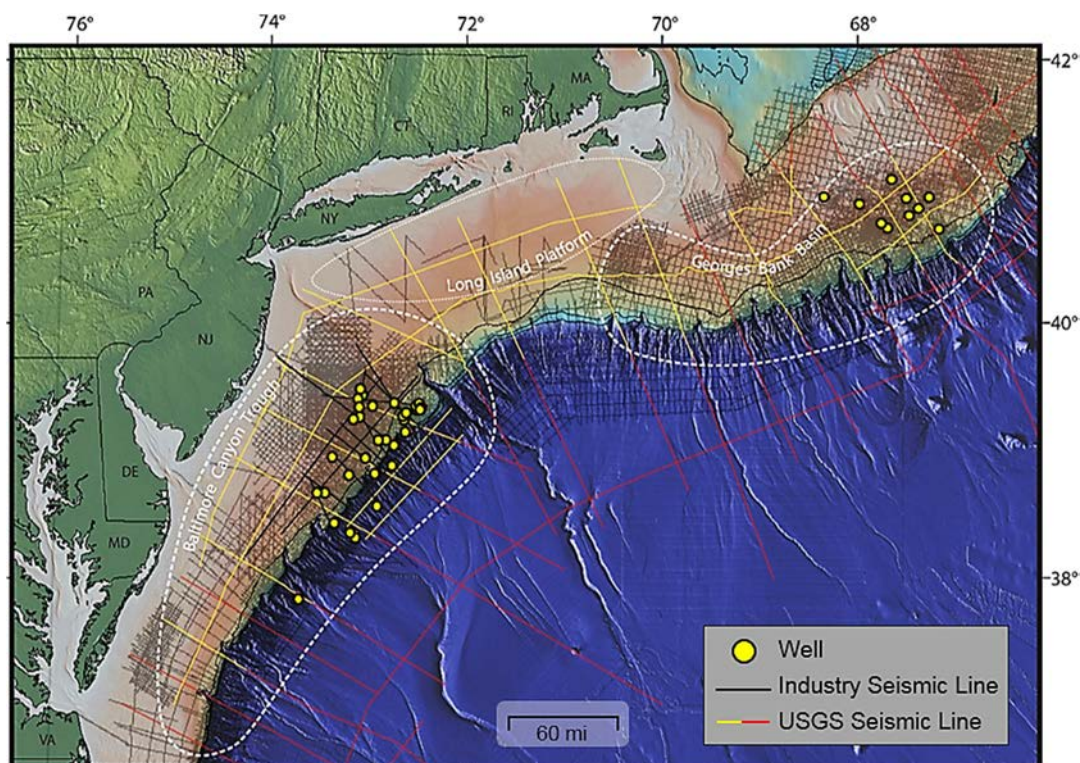 76°
74°
72°
70°
68°
42°
40°
38°
MA
RI
CT
NY
PA
NJ
DE
MD
VA
Long Island Platform
Georges Bank Basin
Baltimore Canyon Trough
Well
Industry Seismic Line
USGS Seismic Line
60 mi